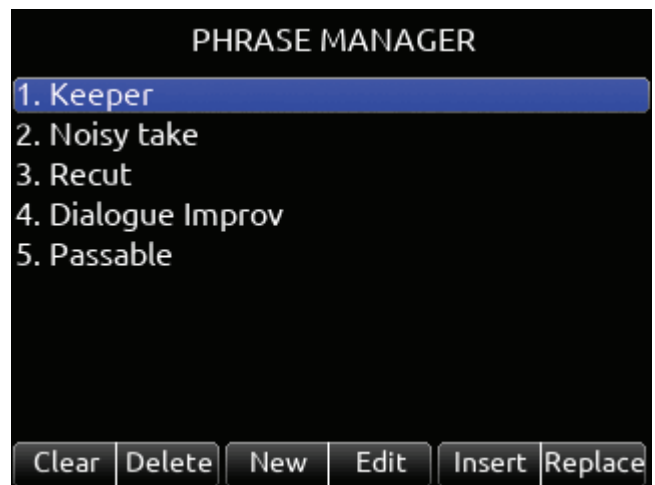 PHRASE MANAGER
1. Keeper
2. Noisy take
3. Recut
4. Dialogue Improv
5. Passable
Clear Delete New Edit Insert Replace